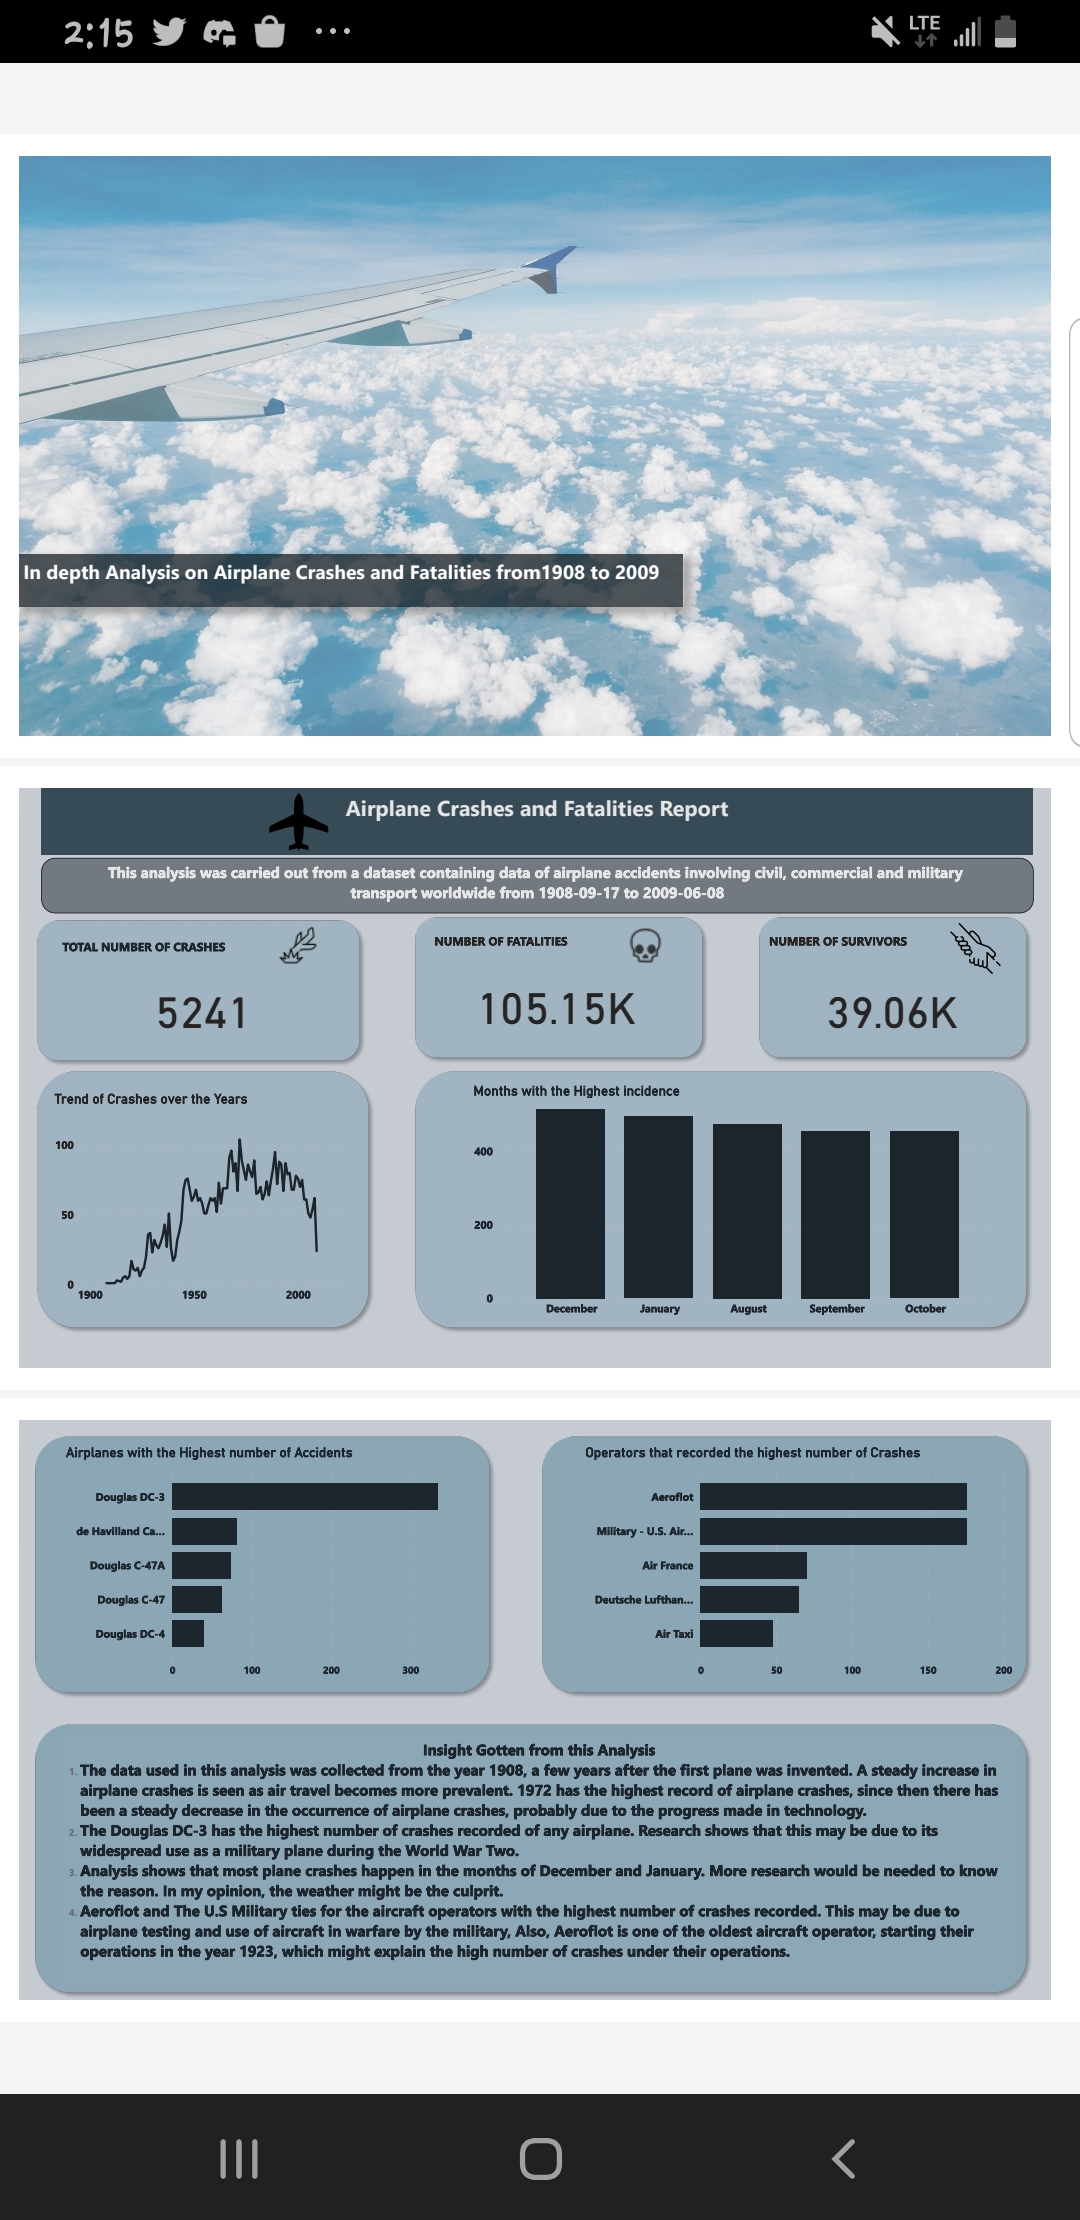 2:15
LTE
In depth Analysis on Airplane Crashes and Fatalities from1908 to 2009
Airplane Crashes and Fatalities Report
This analysis was carried out from a dataset containing data of airplane accidents involving civil, commercial and military
transport worldwide from 1908-09-17 to 2009-06-08
TOTAL NUMBER OF CRASHES
5241
NUMBER OF FATALITIES
105.15K
NUMBER OF SURVIVORS
39.06K
Trend of Crashes over the Years
100
50
0
1900 1950 2000
Months with the Highest incidence
400
200
0
December January August September October
Airplanes with the Highest number of Accidents
Douglas DC-3
de Havilland Ca...
Douglas C-47A
Douglas C-47
Douglas DC-4
0 100 200 300
Operators that recorded the highest number of Crashes
Aeroflot
Military - U.S. Air...
Air France
Deutsche Lufthan...
Air Taxi
0 50 100 150 200
Insight Gotten from this Analysis
1. The data used in this analysis was collected from the year 1908, a few years after the first plane was invented. A steady increase in
airplane crashes is seen as air travel becomes more prevalent. 1972 has the highest record of airplane crashes, since then there has
been a steady decrease in the occurrence of airplane crashes, probably due to the progress made in technology.
2. The Douglas DC-3 has the highest number of crashes recorded of any airplane. Research shows that this may be due to its
widespread use as a military plane during the World War Two.
3. Analysis shows that most plane crashes happen in the months of December and January. More research would be needed to know
the reason. In my opinion, the weather might be the culprit.
4. Aeroflot and The U.S Military ties for the aircraft operators with the highest number of crashes recorded. This may be due to
airplane testing and use of aircraft in warfare by the military, Also, Aeroflot is one of the oldest aircraft operator, starting their
operations in the year 1923, which might explain the high number of crashes under their operations.